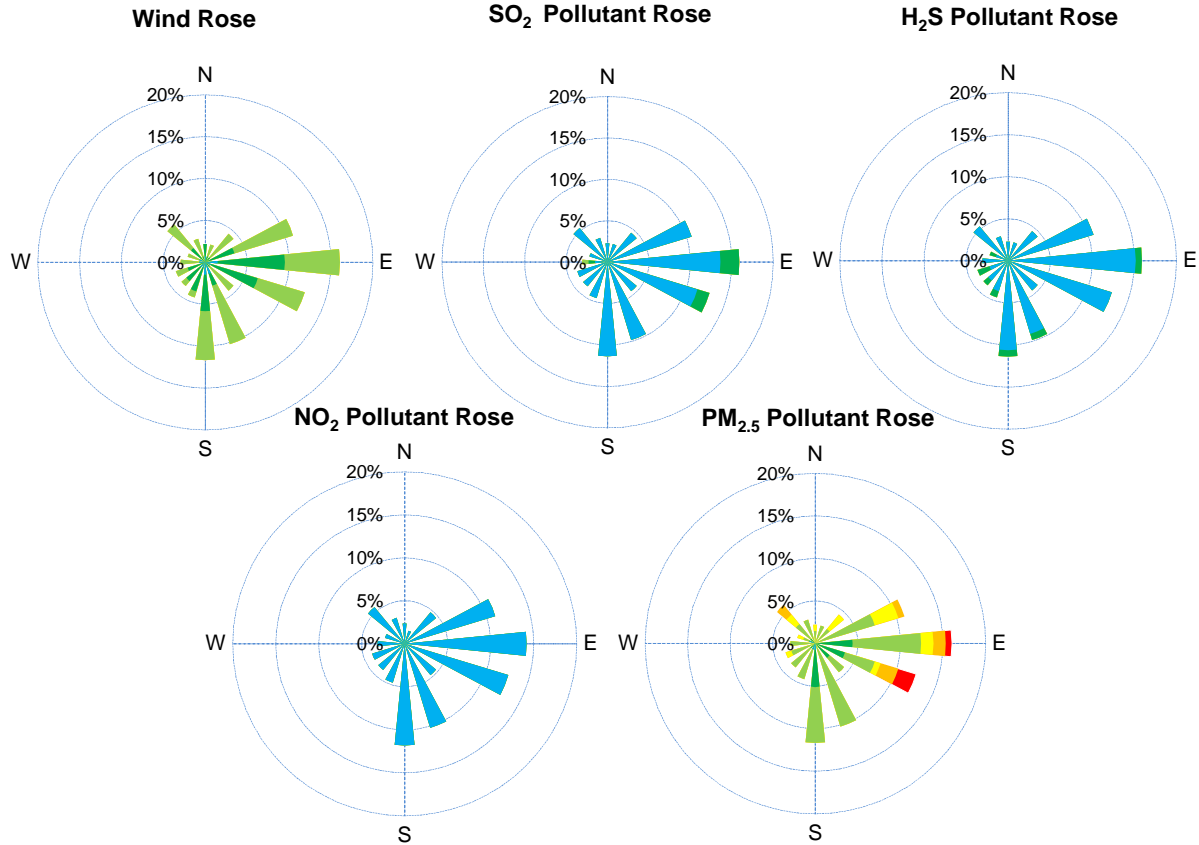 Wind Rose
N
20%
15%
10%
5%
0%
W
E
S
SO₂ Pollutant Rose
N
20%
15%
10%
5%
0%
W
E
S
H₂S Pollutant Rose
N
20%
15%
10%
5%
0%
W
E
S
NO₂ Pollutant Rose
N
20%
15%
10%
5%
0%
W
E
S
PM₂.₅ Pollutant Rose
N
20%
15%
10%
5%
0%
W
E
S